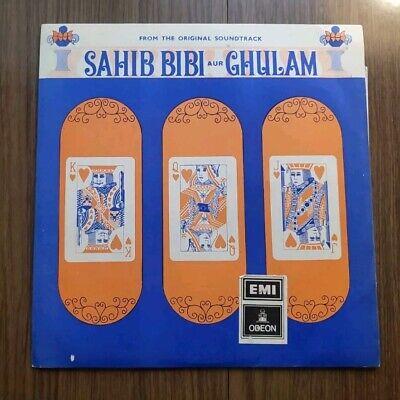 FROM THE ORIGINAL SOUNDTRACK
SAHIB BIBI AUR GHULAM
K Q J
K Q J
EMI
ODEON